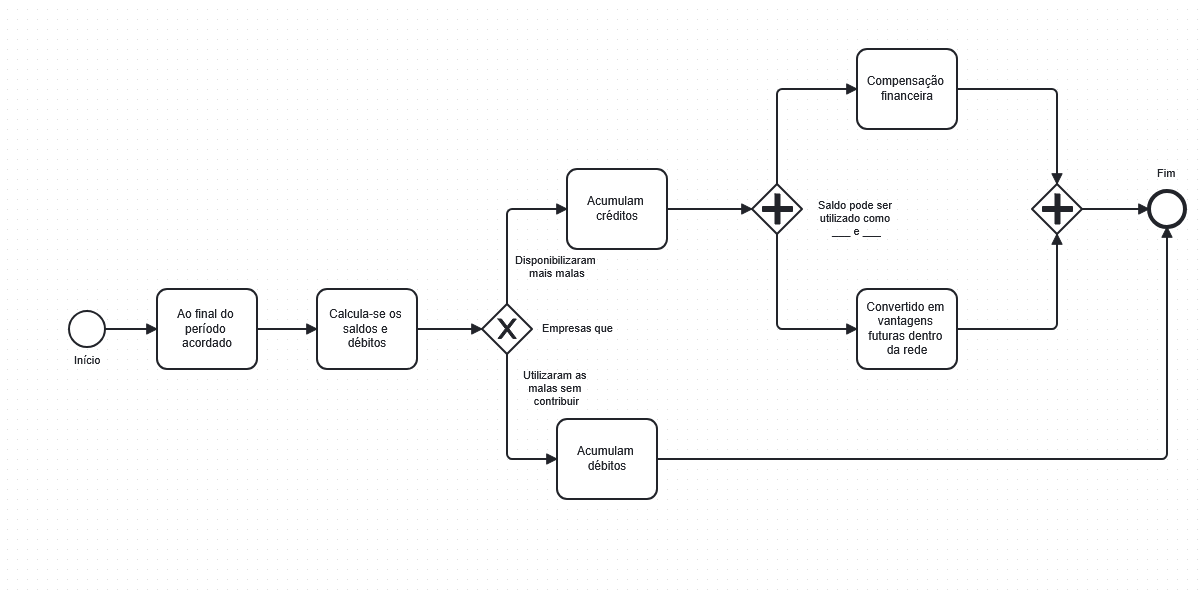 Início
Ao final do
período
acordado
Calcula-se os
saldos e
débitos
Empresas que
Disponibilizaram
mais malas
Acumulam
créditos
Utilizaram as
malas sem
contribuir
Acumulam
débitos
Saldo pode ser
utilizado como
___ e ___
Compensação
financeira
Convertido em
vantagens
futuras dentro
da rede
Fim